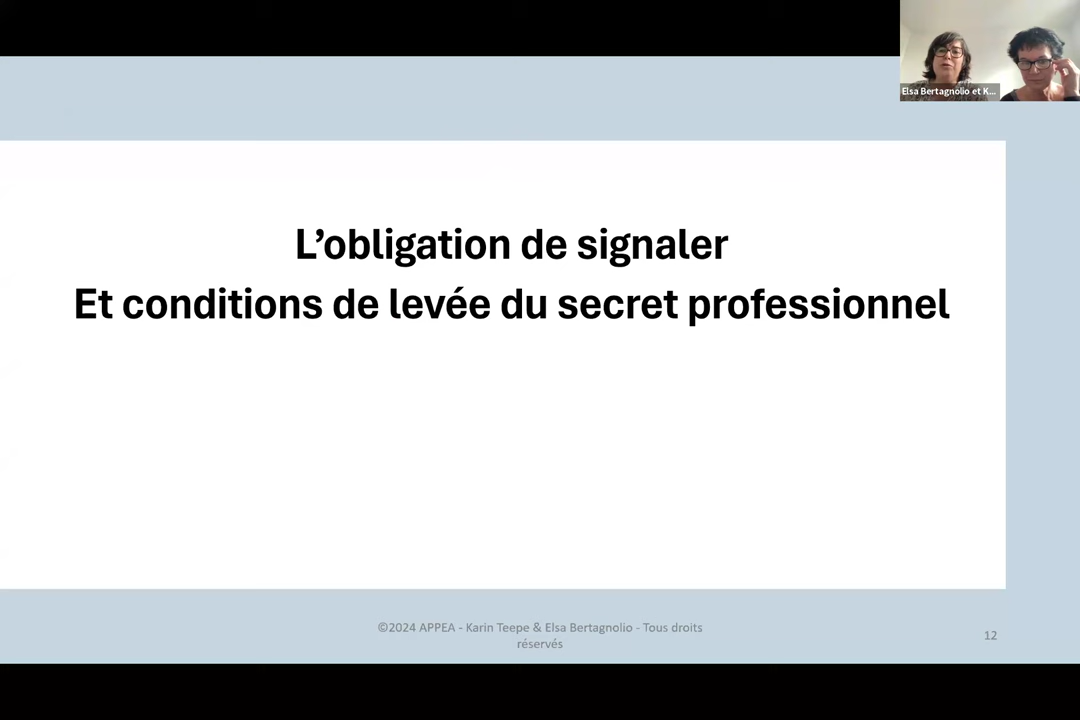 Elsa Bertagnolio et K...
L’obligation de signaler
Et conditions de levée du secret professionnel
©2024 APPEA - Karin Teepe & Elsa Bertagnolio - Tous droits
réservés
12